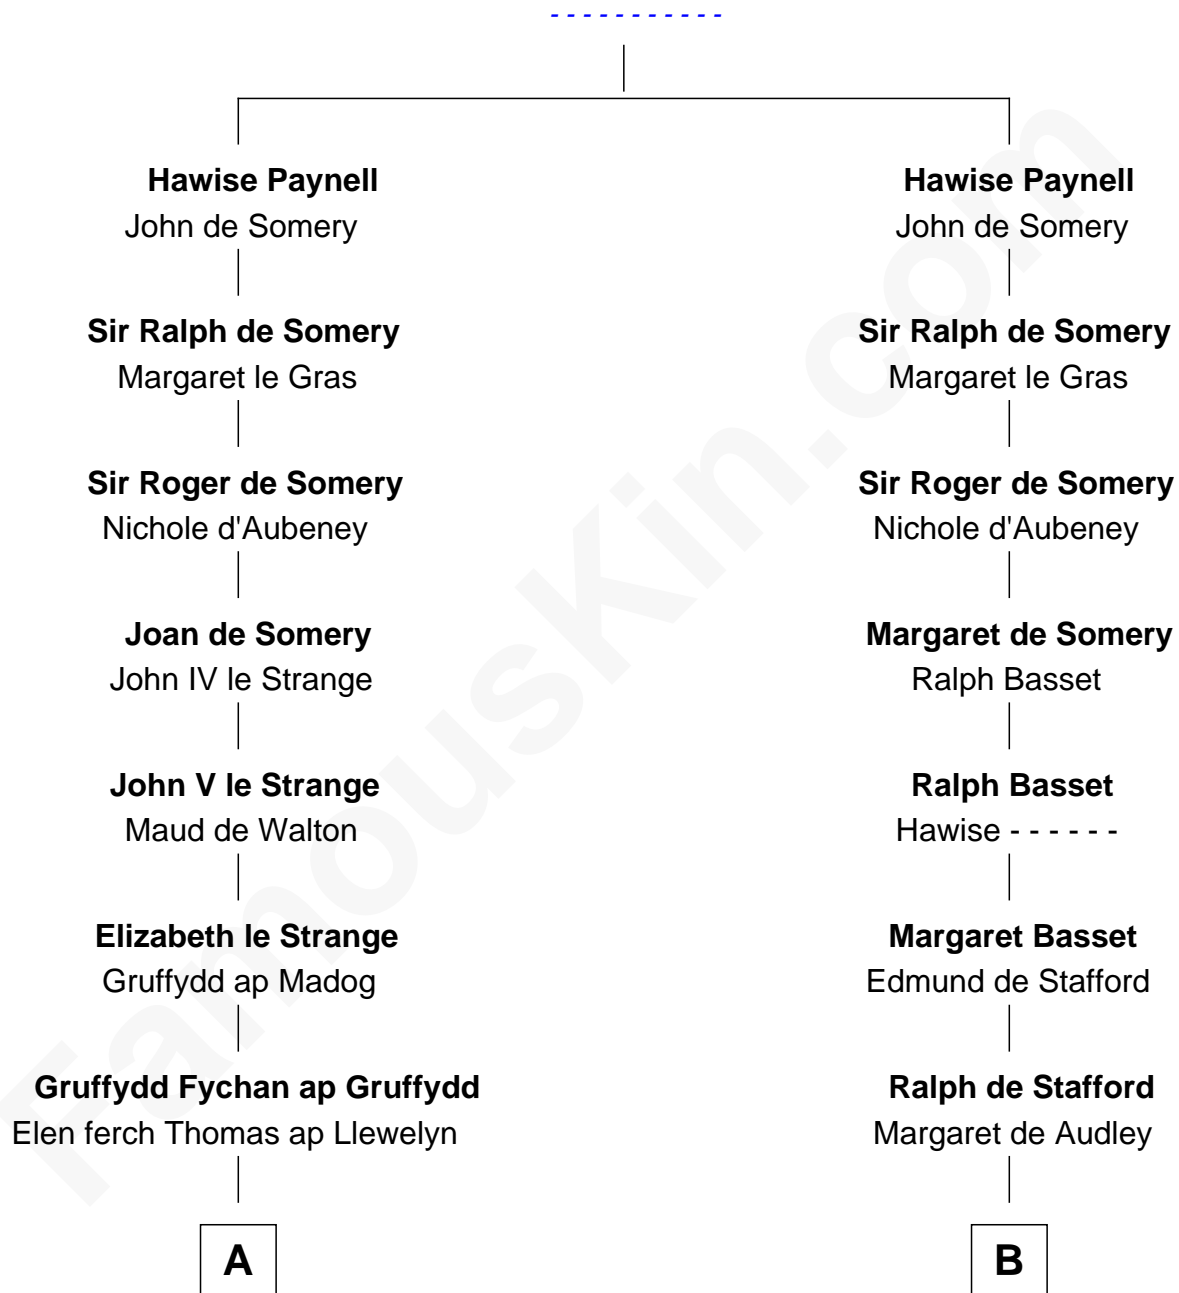 - - - - - - - - - - -
Hawise Paynell
John de Somery
Sir Ralph de Somery
Margaret le Gras
Sir Roger de Somery
Nichole d'Aubeney
Joan de Somery
John IV le Strange
John V le Strange
Maud de Walton
Elizabeth le Strange
Gruffydd ap Madog
Gruffydd Fychan ap Gruffydd
Elen ferch Thomas ap Llewelyn
A
Hawise Paynell
John de Somery
Sir Ralph de Somery
Margaret le Gras
Sir Roger de Somery
Nichole d'Aubeney
Margaret de Somery
Ralph Basset
Ralph Basset
Hawise - - - - - -
Margaret Basset
Edmund de Stafford
Ralph de Stafford
Margaret de Audley
B
FamousKin.com